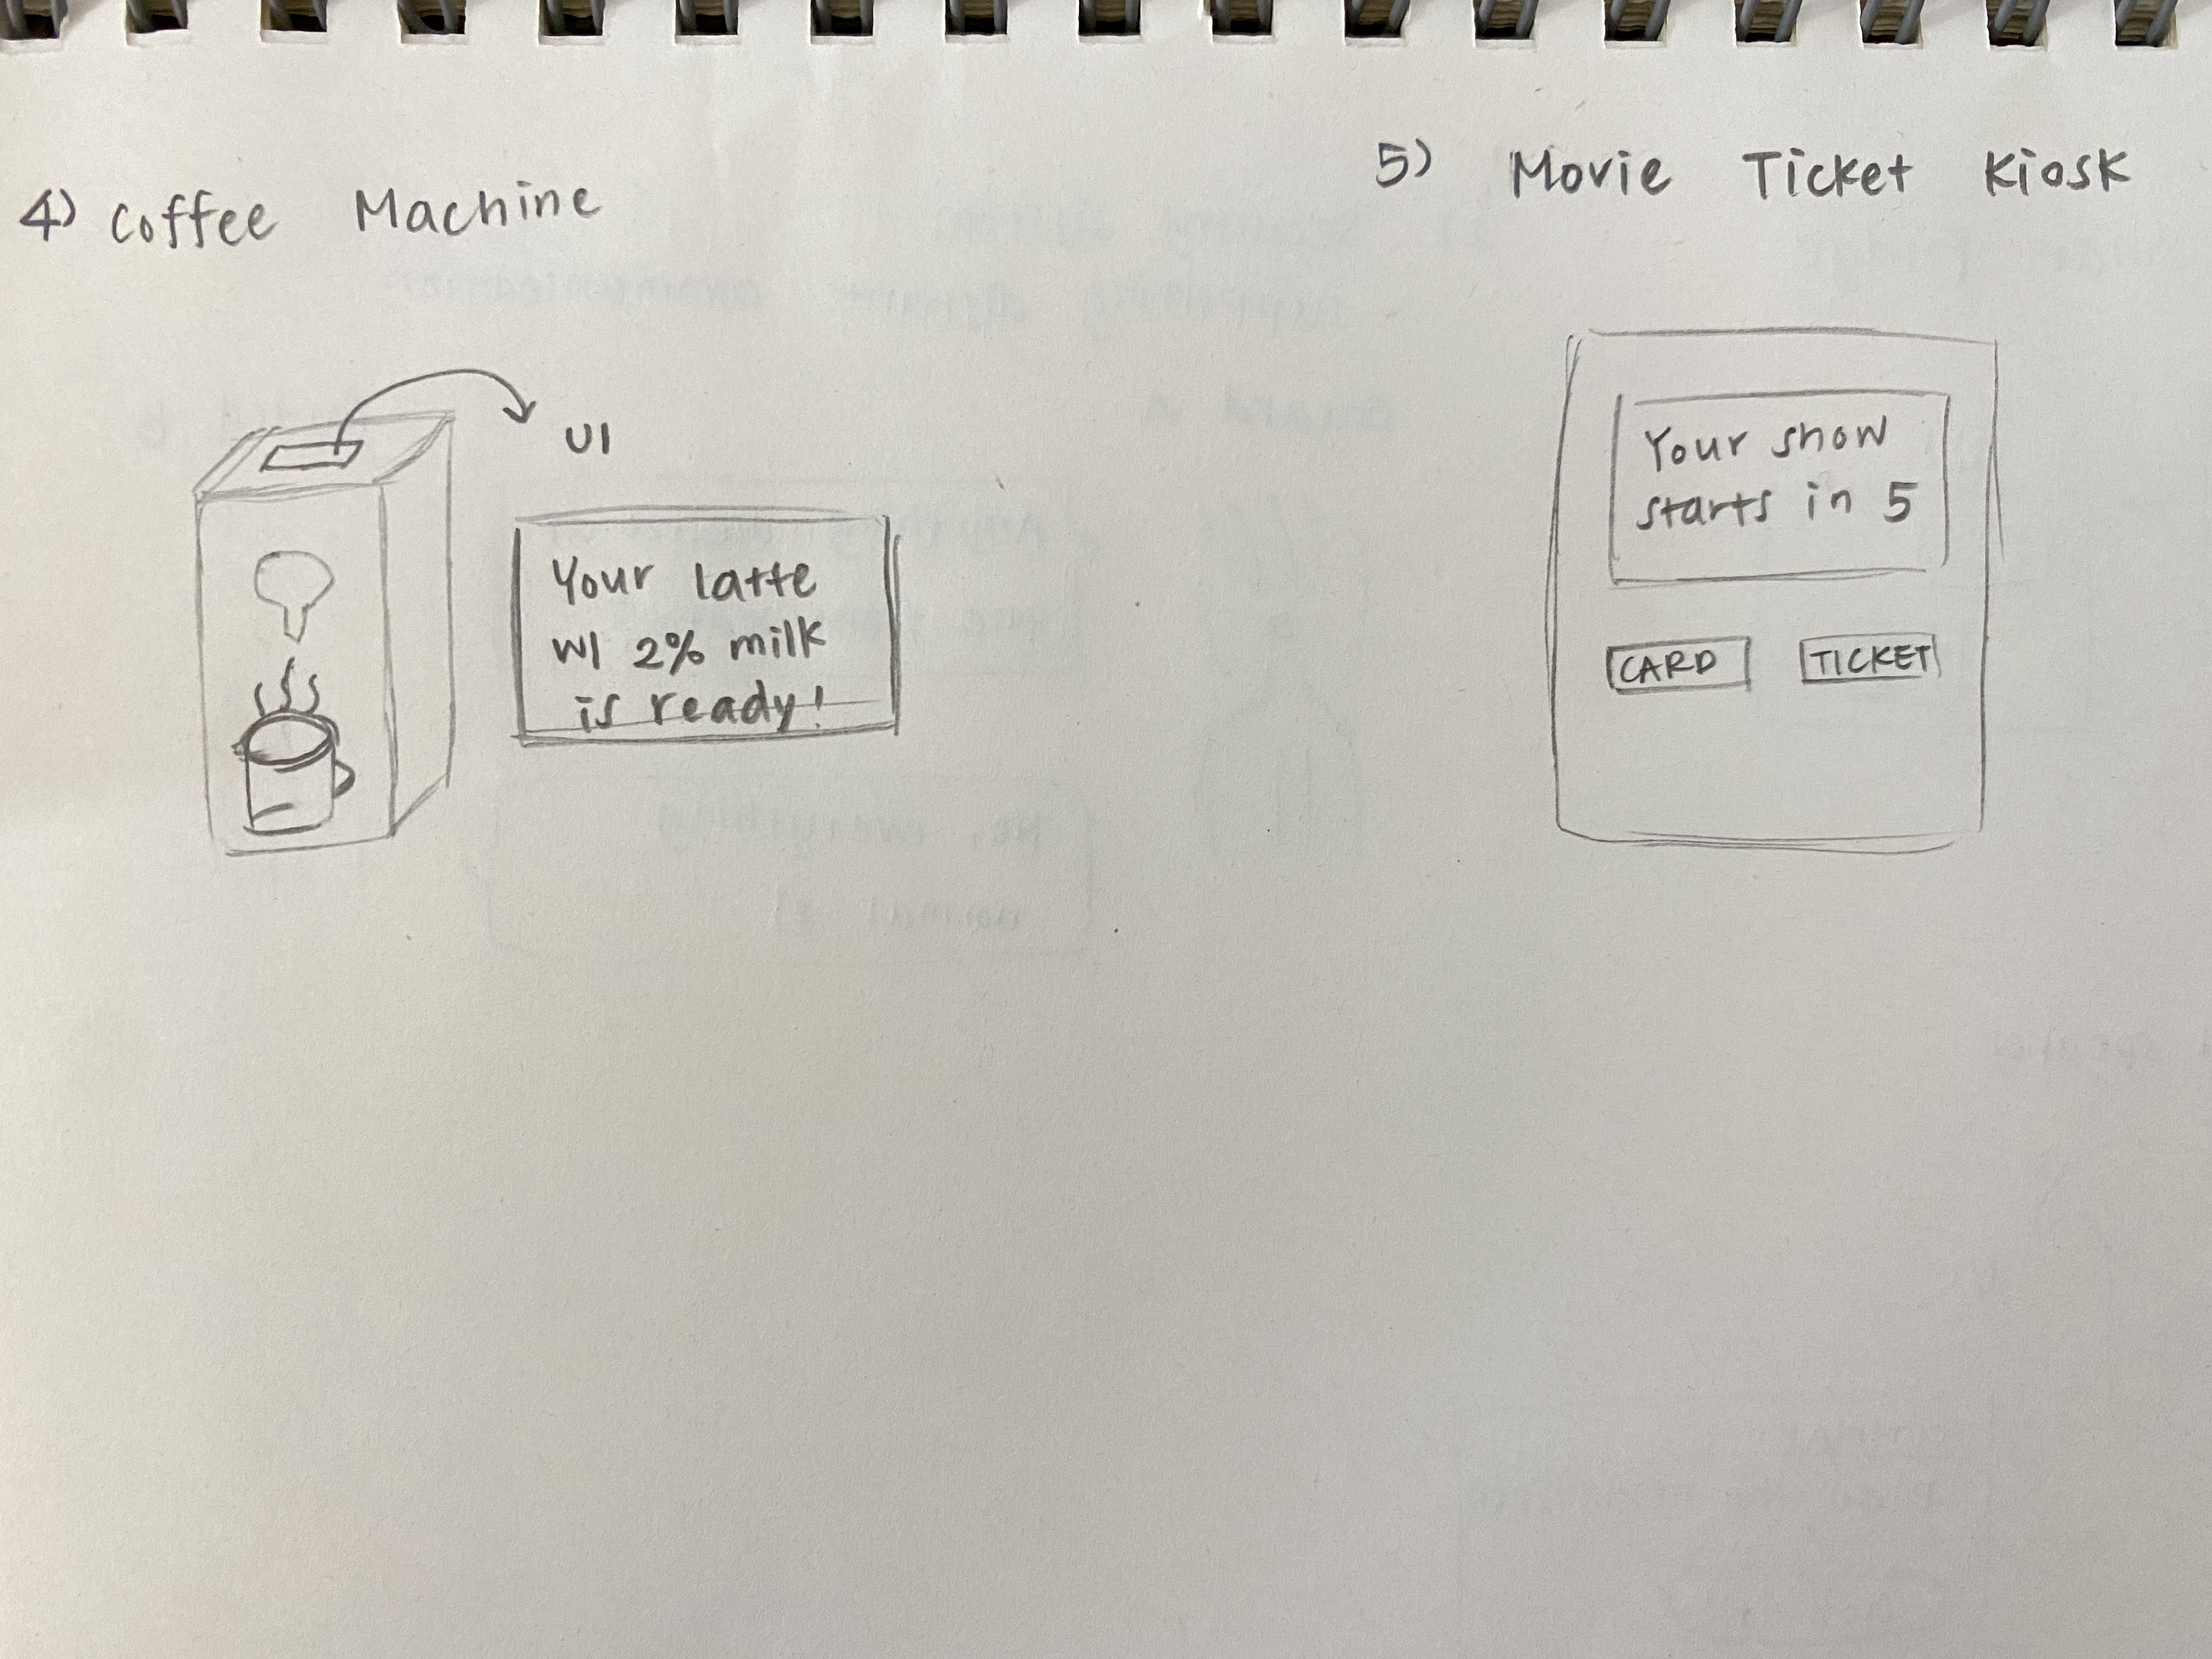 4) Coffee Machine
UI
Your latte
w/ 2% milk
is ready!
5) Movie Ticket Kiosk
Your show
starts in 5
CARD
TICKET